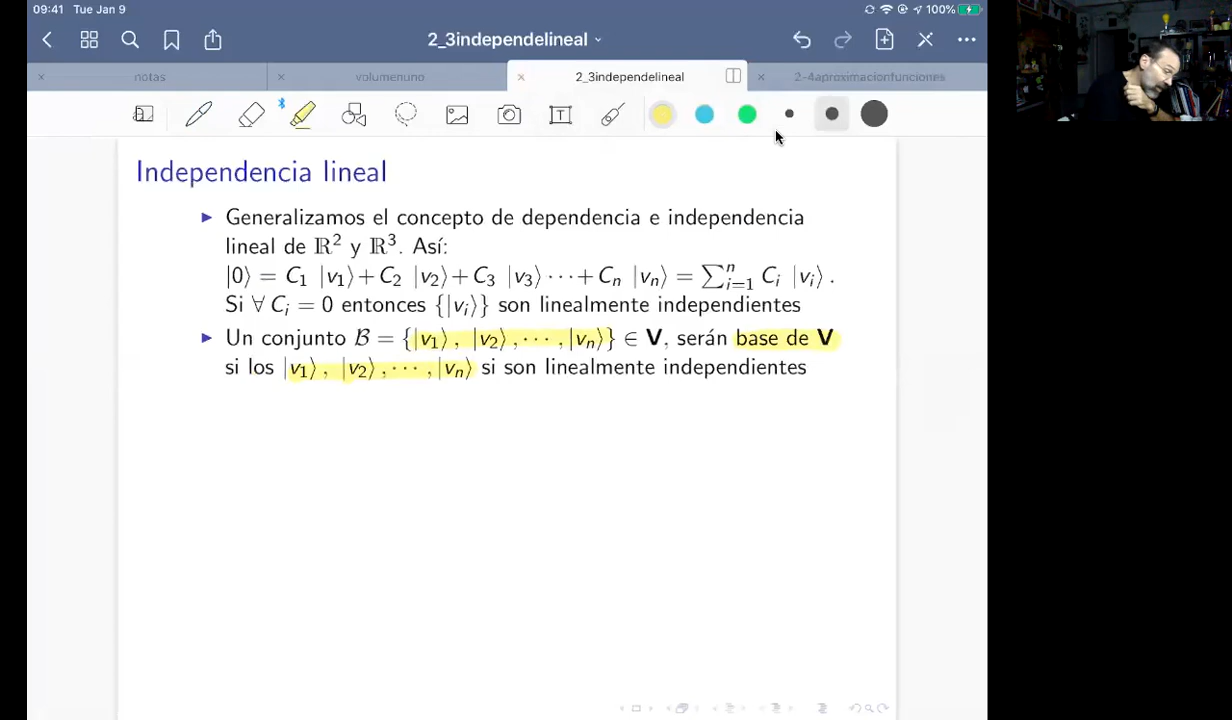 09:41 Tue Jan 9
100%
2_3independelineal
notas
volumenuno
2_3independelineal
2-4aproximacionfunciones
Independencia lineal
▶ Generalizamos el concepto de dependencia e independencia
lineal de ℝ² y ℝ³. Así:
|0⟩ = C₁ |v₁⟩ + C₂ |v₂⟩ + C₃ |v₃⟩ ··· + Cₙ |vₙ⟩ = ∑ⁿᵢ₌₁ Cᵢ |vᵢ⟩ .
Si ∀ Cᵢ = 0 entonces {|vᵢ⟩} son linealmente independientes
▶ Un conjunto ℬ = {|v₁⟩ , |v₂⟩ , ··· , |vₙ⟩} ∈ V, serán base de V
si los |v₁⟩ , |v₂⟩ , ··· , |vₙ⟩ si son linealmente independientes